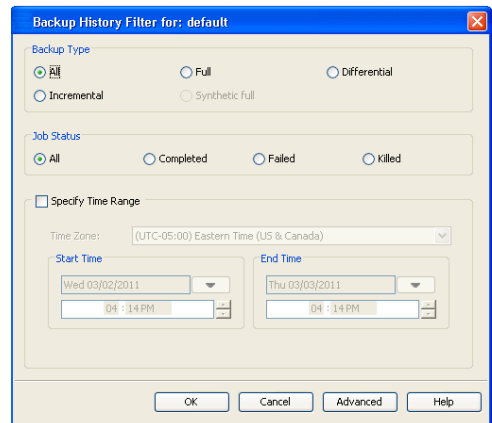 Backup History Filter for: default
Backup Type
All
Full
Differential
Incremental
Synthetic full
Job Status
All
Completed
Failed
Killed
Specify Time Range
Time Zone:
(UTC-05:00) Eastern Time (US & Canada)
Start Time
End Time
Wed 03/02/2011
Thu 03/03/2011
04 : 14 PM
04 : 14 PM
OK
Cancel
Advanced
Help